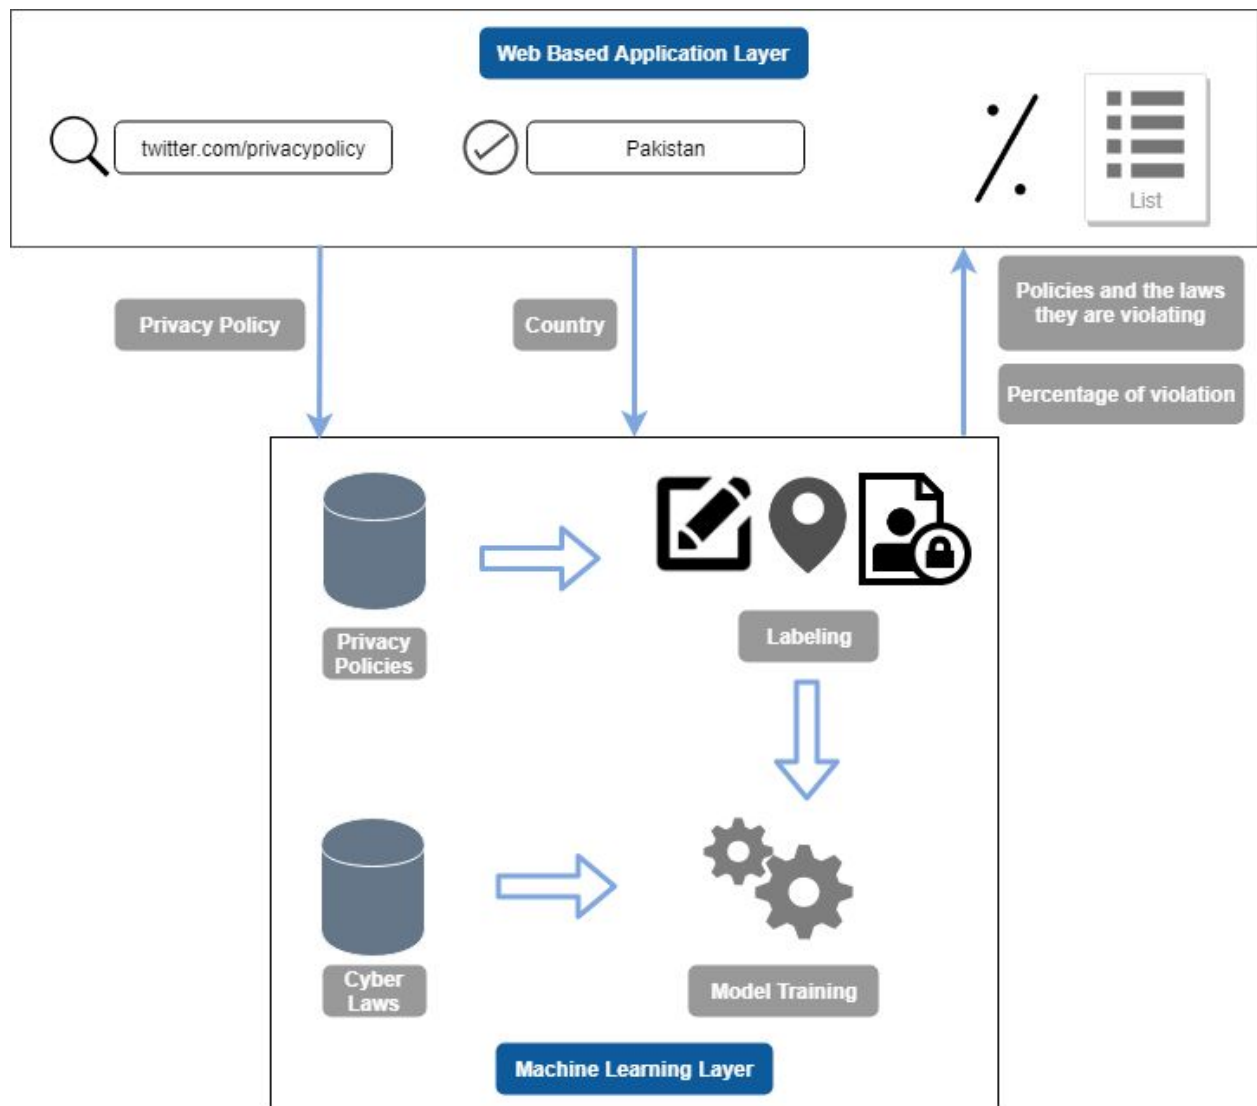 Web Based Application Layer
twitter.com/privacypolicy
Pakistan
List
Privacy Policy
Country
Policies and the laws
they are violating
Percentage of violation
Privacy
Policies
Labeling
Cyber
Laws
Model Training
Machine Learning Layer